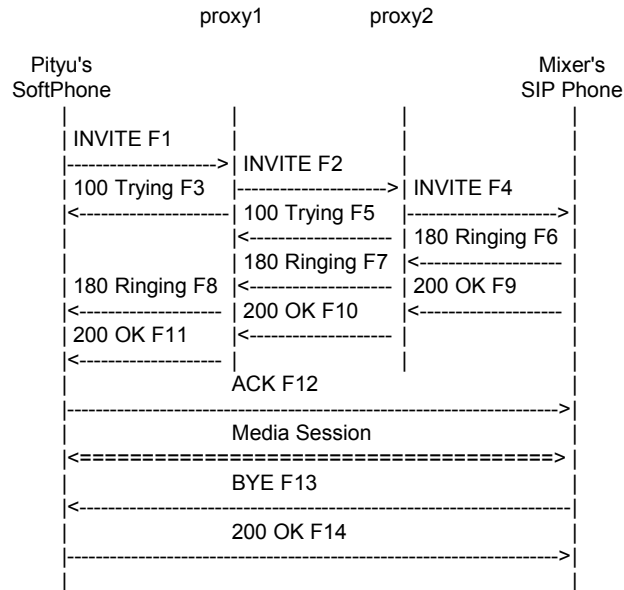 proxy1 proxy2
Pityu's Mixer's
SoftPhone SIP Phone
INVITE F1
INVITE F2
100 Trying F3 INVITE F4
100 Trying F5
180 Ringing F6
180 Ringing F7
180 Ringing F8 200 OK F9
200 OK F10
200 OK F11
ACK F12
Media Session
BYE F13
200 OK F14